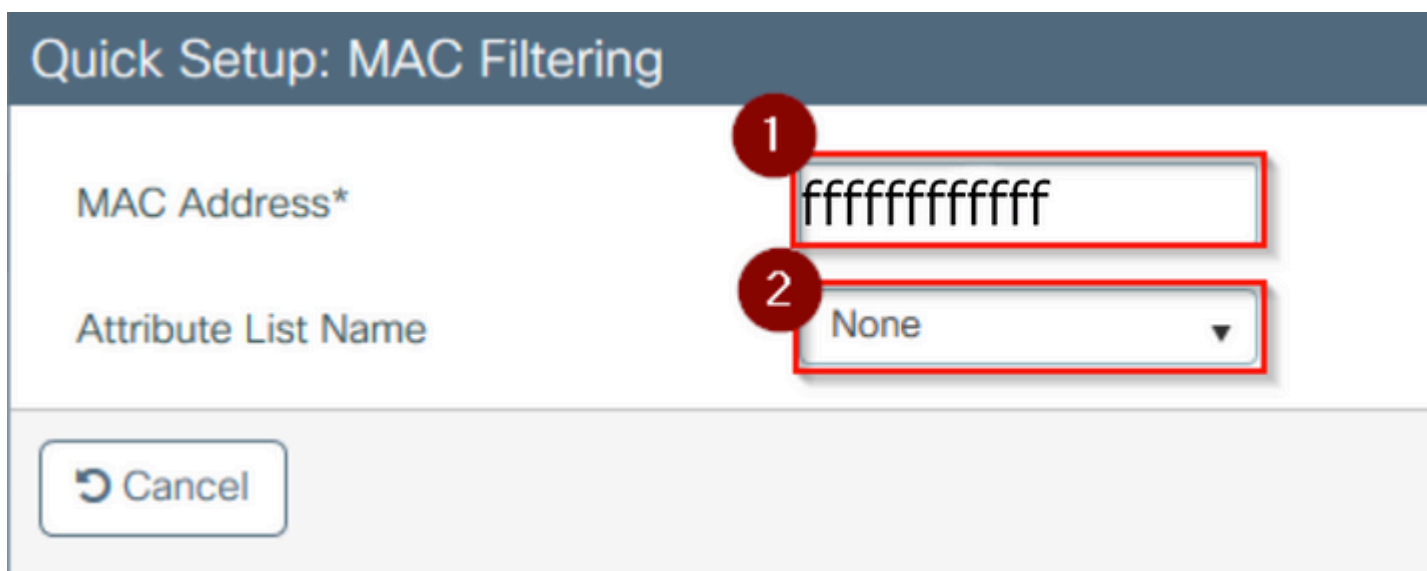 Quick Setup: MAC Filtering
1
MAC Address*
ffffffffffff
2
Attribute List Name
None
Cancel